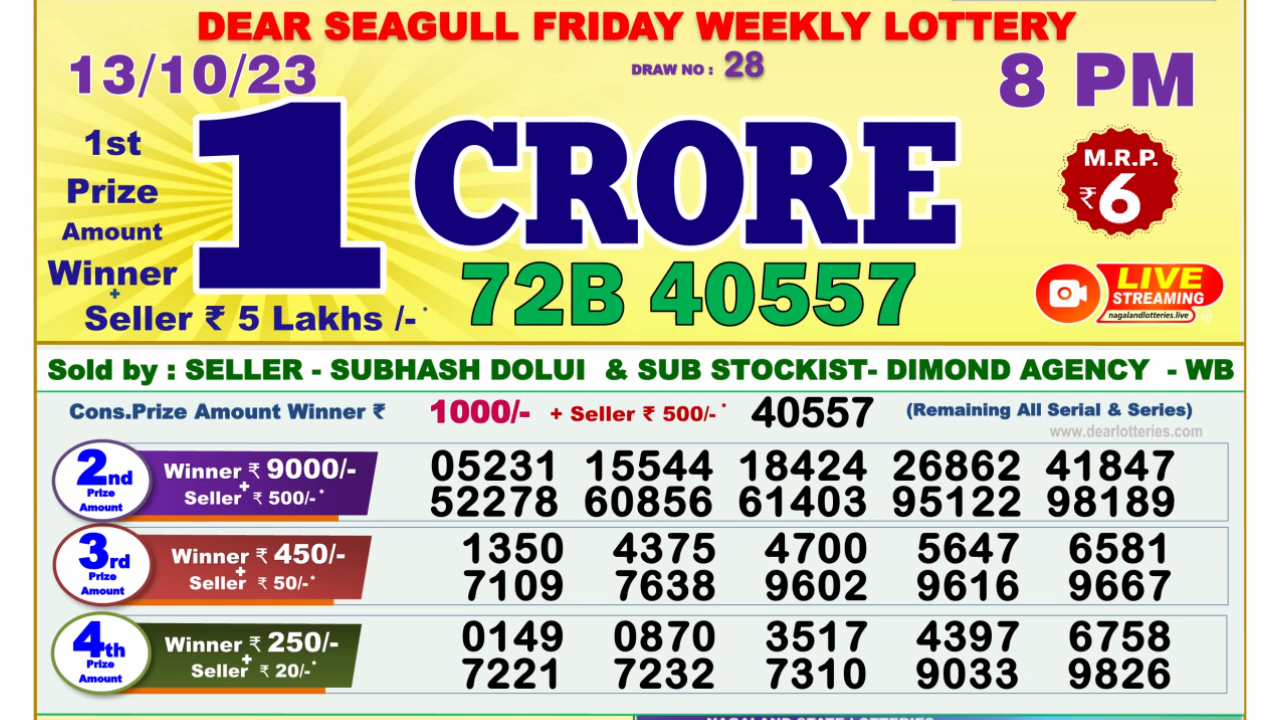 DEAR SEAGULL FRIDAY WEEKLY LOTTERY
13/10/23
DRAW NO : 28
8 PM
1st
Prize
Amount
Winner
+
Seller ₹ 5 Lakhs /-*
1 CRORE
72B 40557
M.R.P.
₹6
LIVE
STREAMING
nagalandlotteries.live
Sold by : SELLER - SUBHASH DOLUI & SUB STOCKIST- DIMOND AGENCY - WB
Cons.Prize Amount Winner ₹ 1000/- + Seller ₹ 500/-* 40557 (Remaining All Serial & Series)
www.dearlotteries.com
2nd
Prize
Amount
Winner ₹ 9000/-
+
Seller ₹ 500/-*
05231 15544 18424 26862 41847
52278 60856 61403 95122 98189
3rd
Prize
Amount
Winner ₹ 450/-
+
Seller ₹ 50/-*
1350 4375 4700 5647 6581
7109 7638 9602 9616 9667
4th
Prize
Amount
Winner ₹ 250/-
+
Seller ₹ 20/-*
0149 0870 3517 4397 6758
7221 7232 7310 9033 9826
NAGALAND STATE LOTTERIES